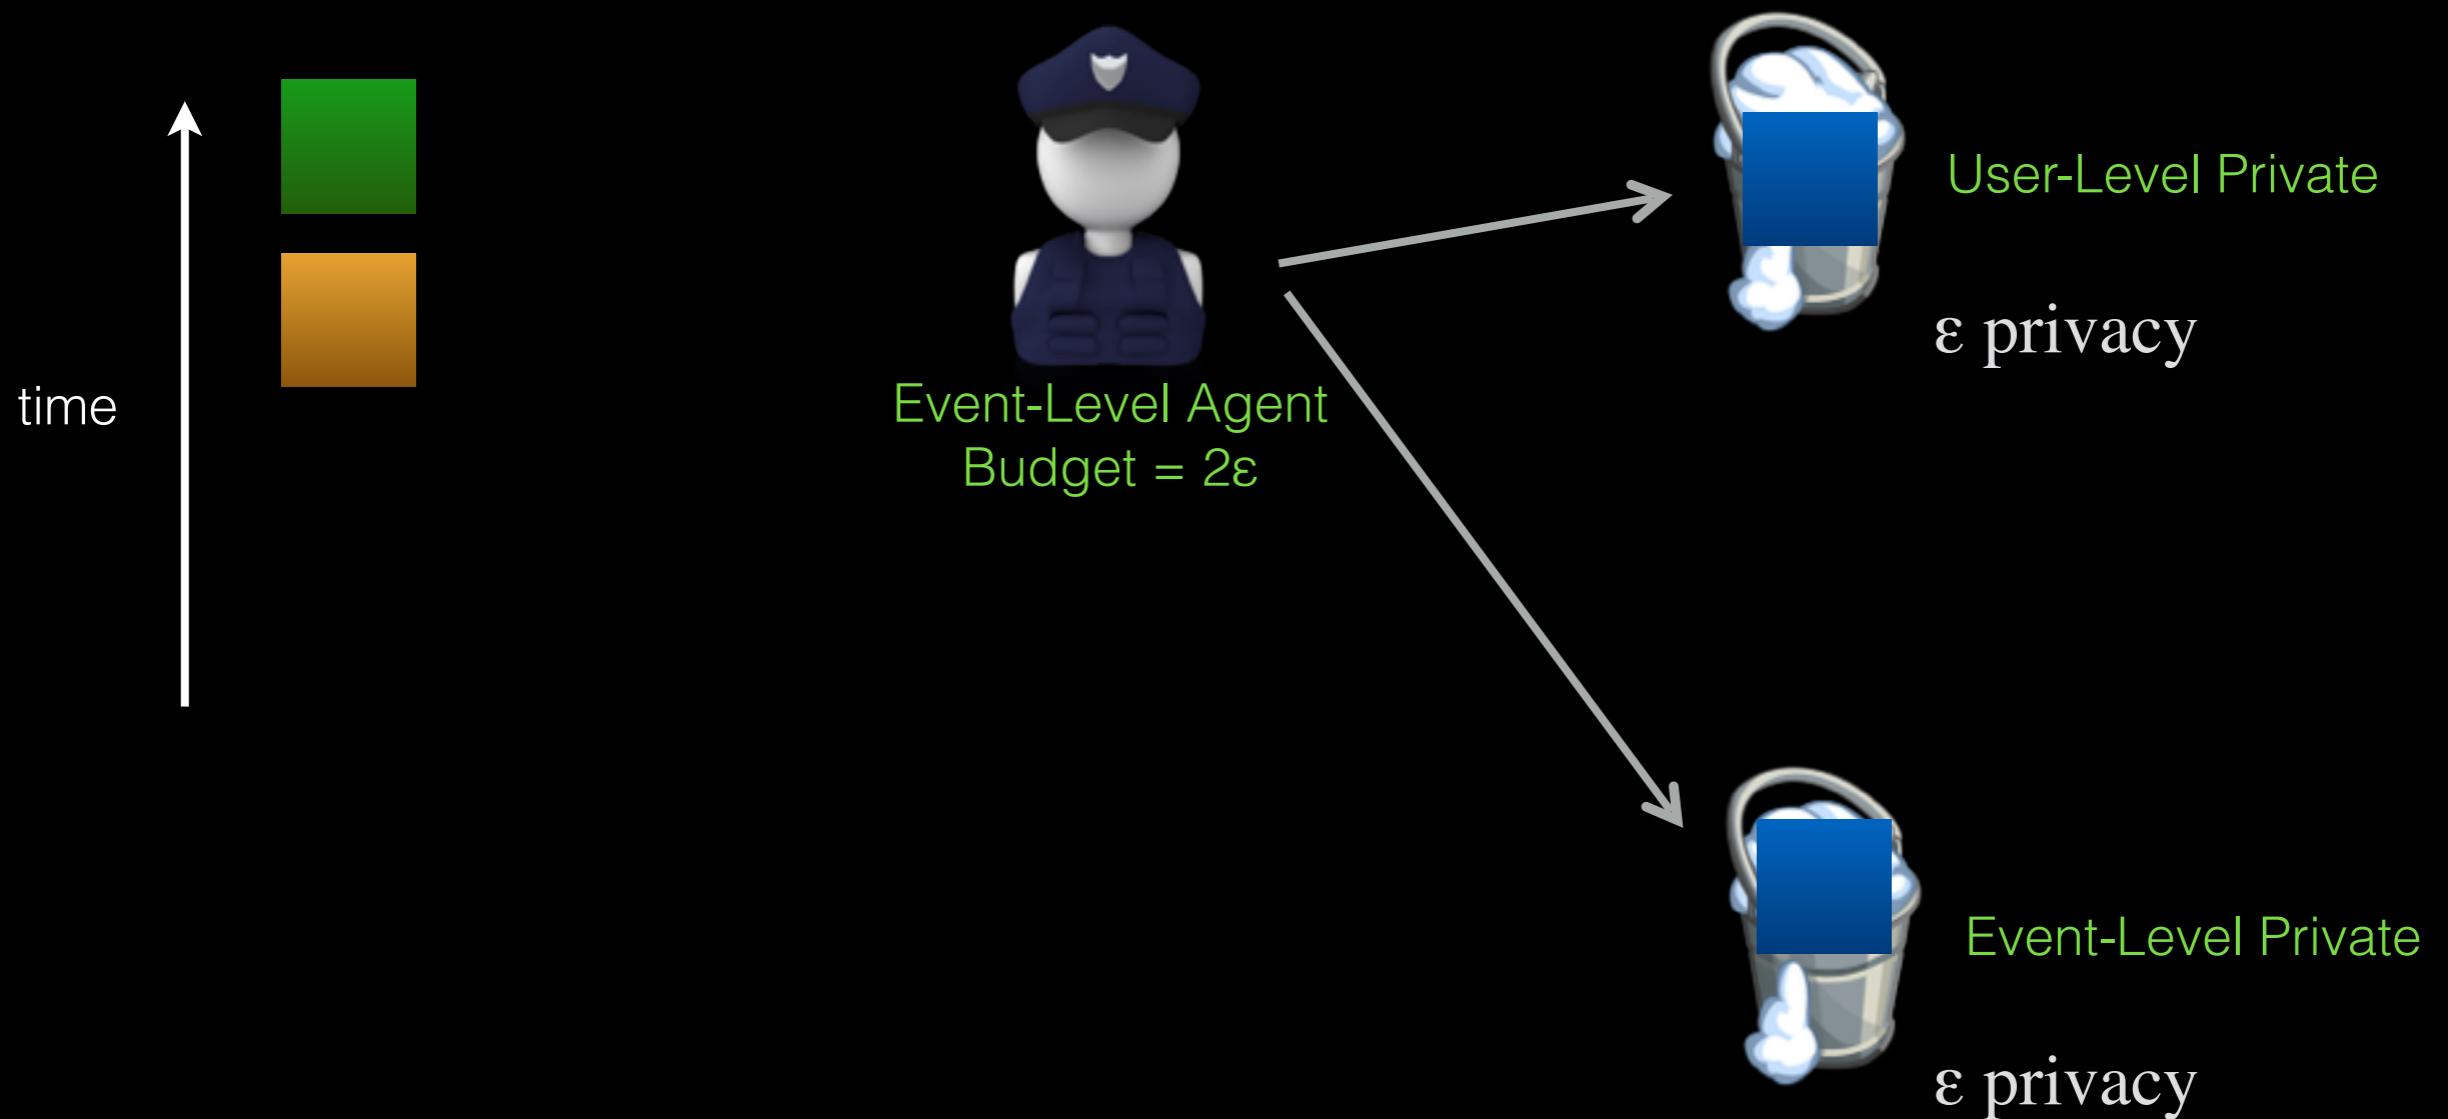 time
Event-Level Agent
Budget = 2ε
User-Level Private
ε privacy
Event-Level Private
ε privacy